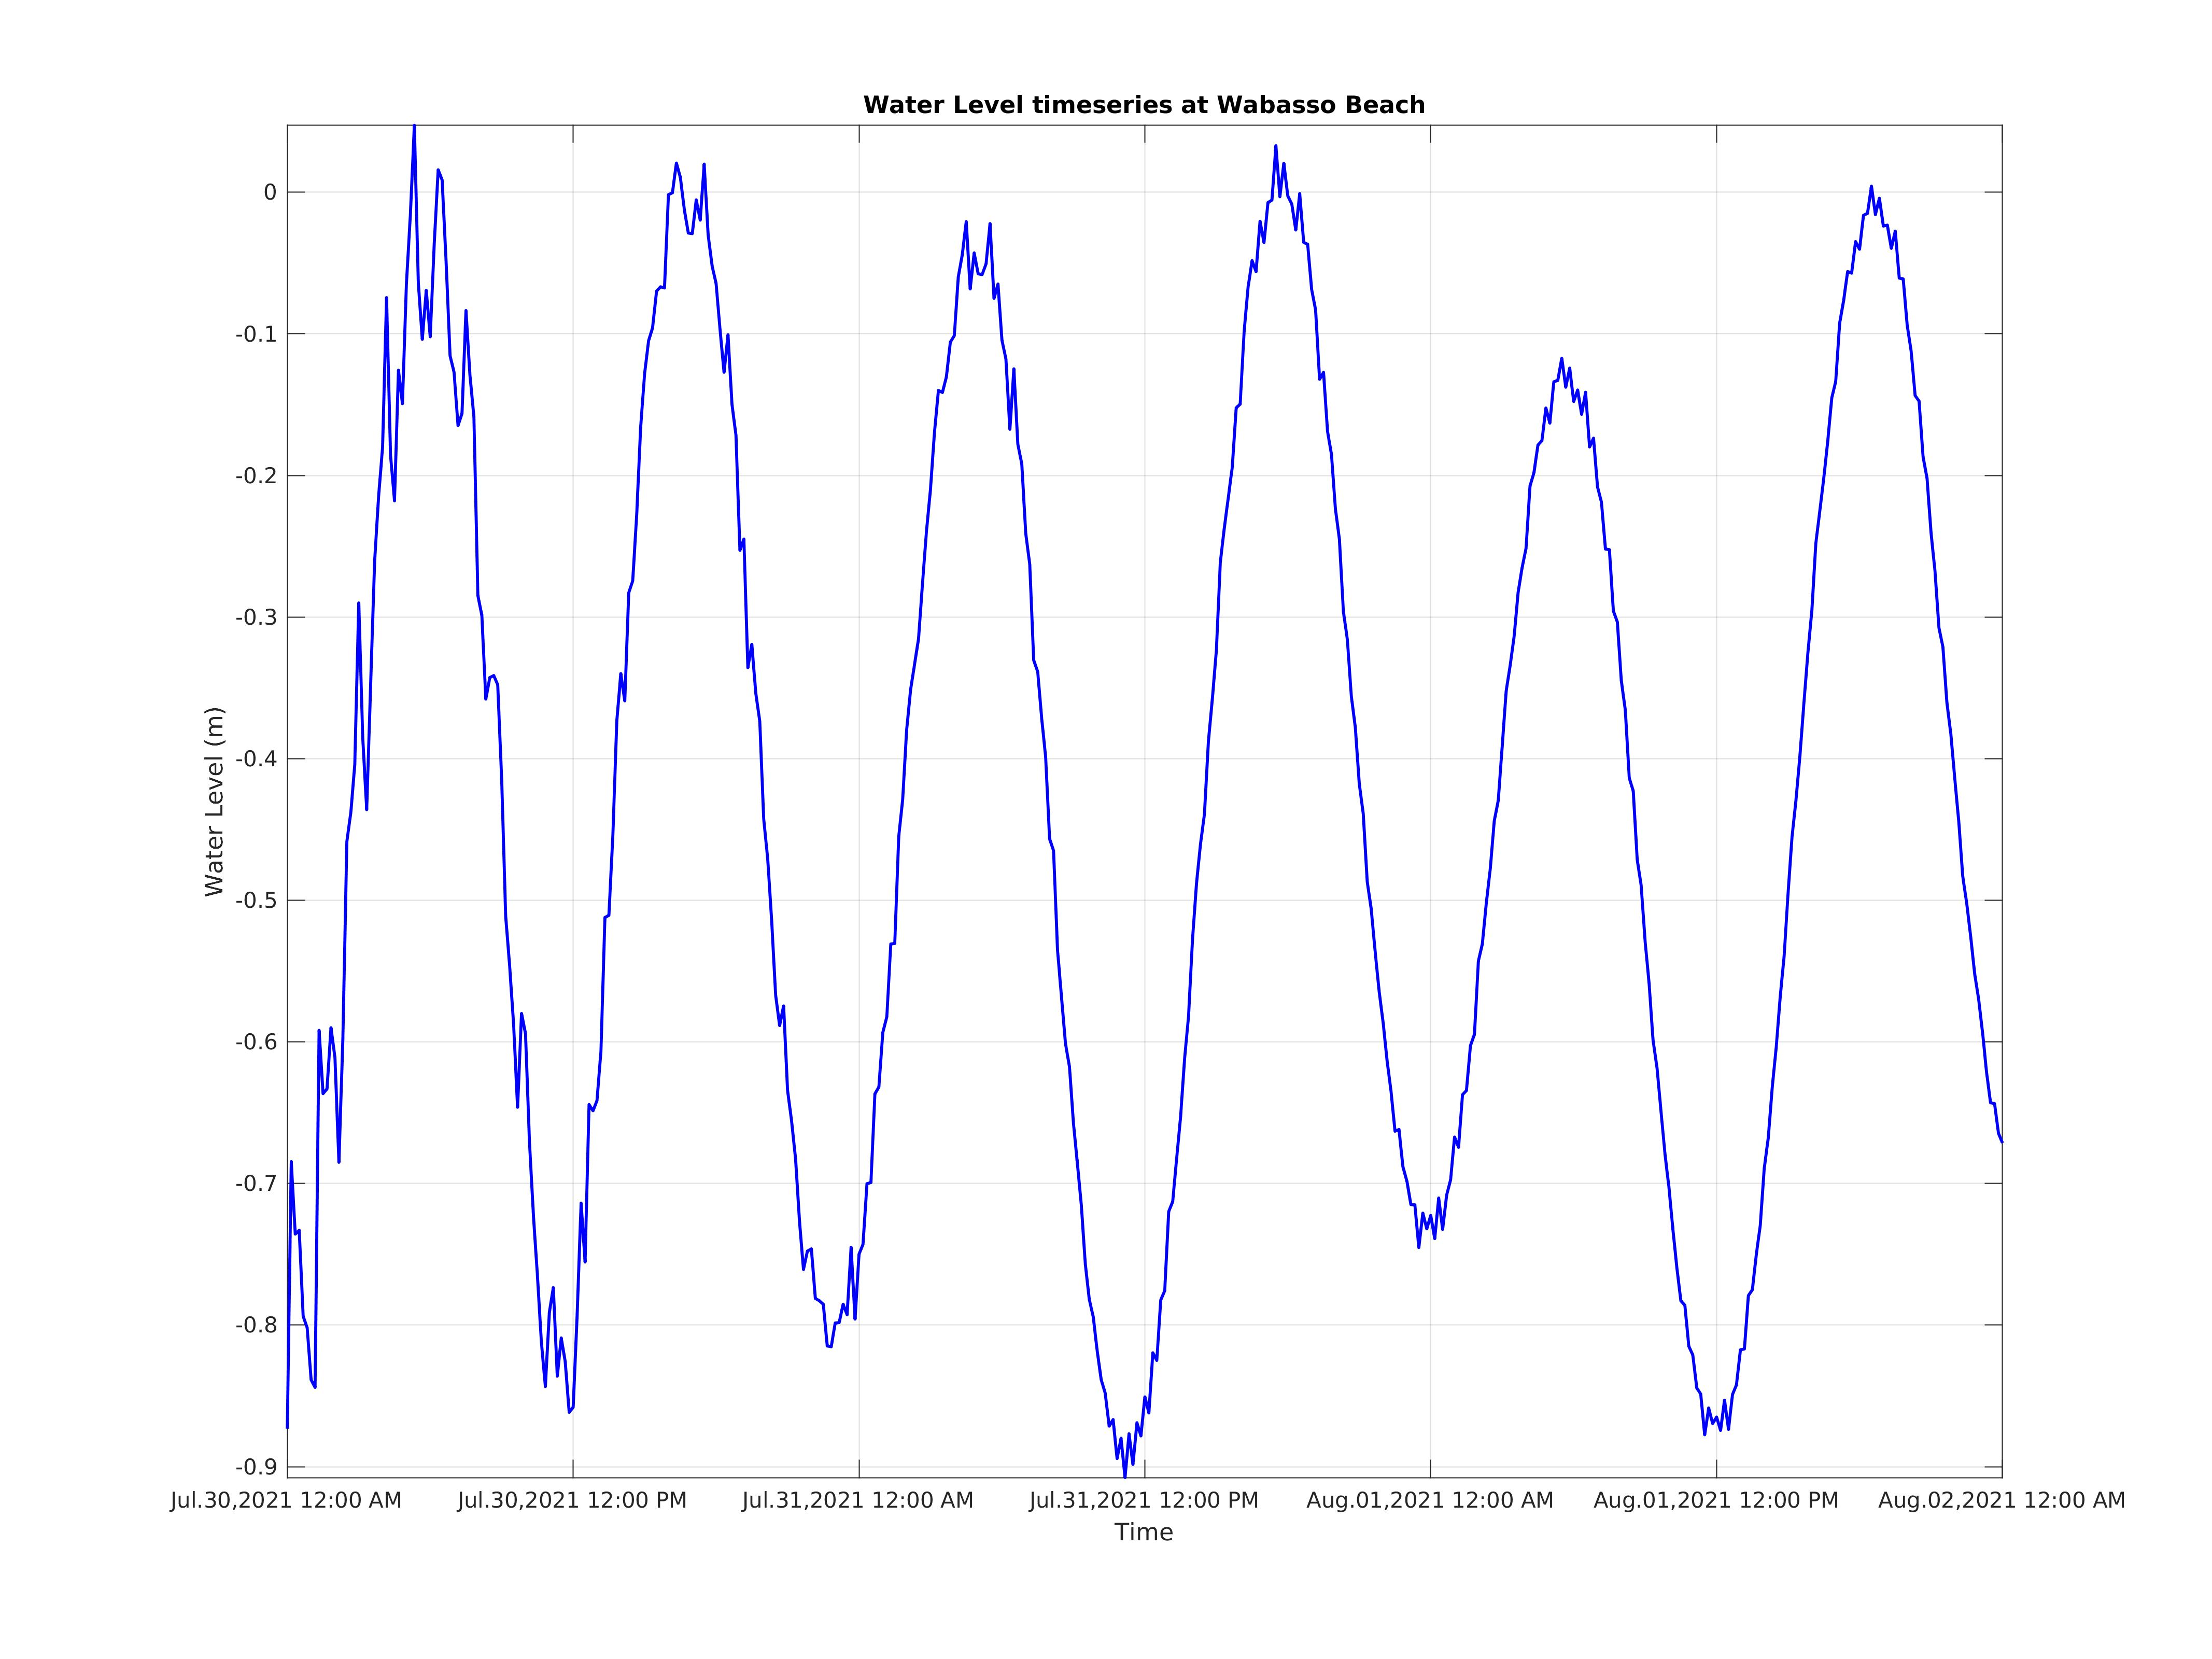 Water Level timeseries at Wabasso Beach
0
-0.1
-0.2
-0.3
-0.4
-0.5
-0.6
-0.7
-0.8
-0.9
Water Level (m)
Jul.30,2021 12:00 AM
Jul.30,2021 12:00 PM
Jul.31,2021 12:00 AM
Jul.31,2021 12:00 PM
Aug.01,2021 12:00 AM
Aug.01,2021 12:00 PM
Aug.02,2021 12:00 AM
Time